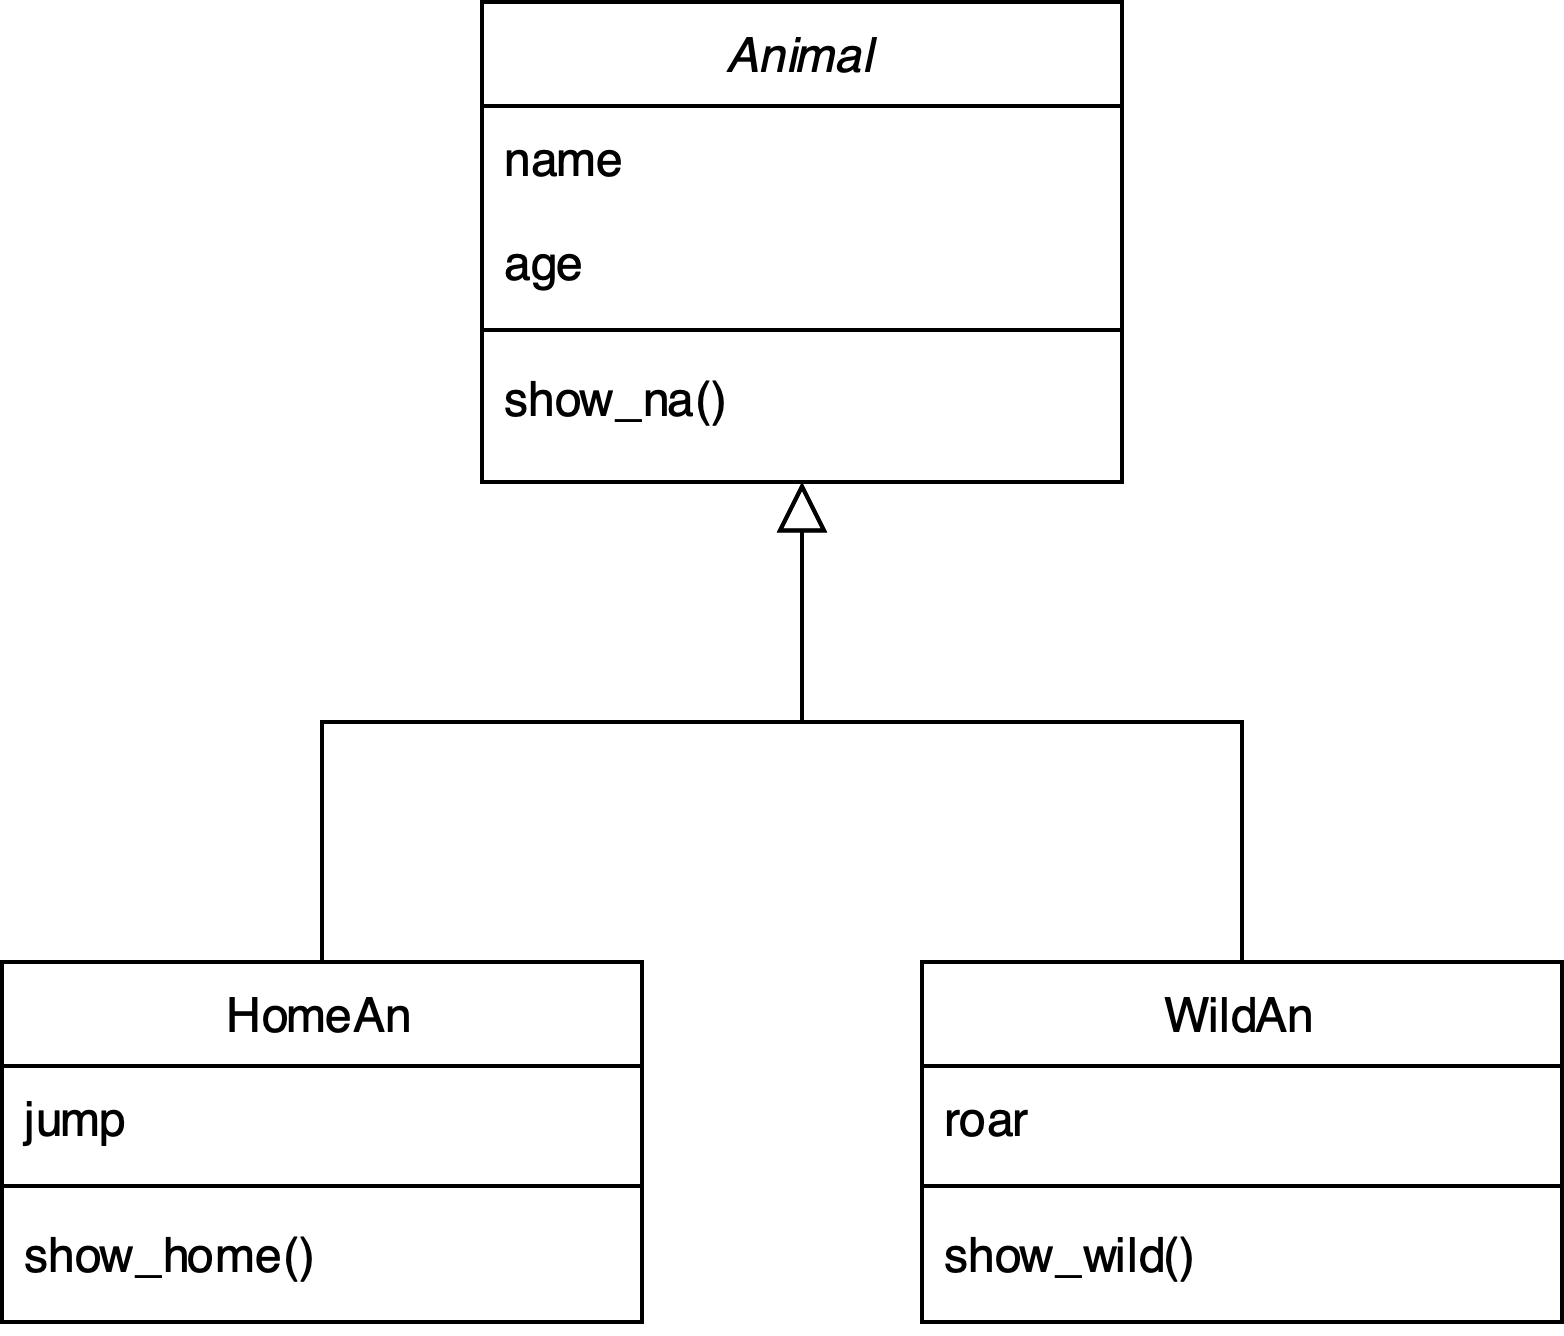 Animal
name
age
show_na()
HomeAn
jump
show_home()
WildAn
roar
show_wild()